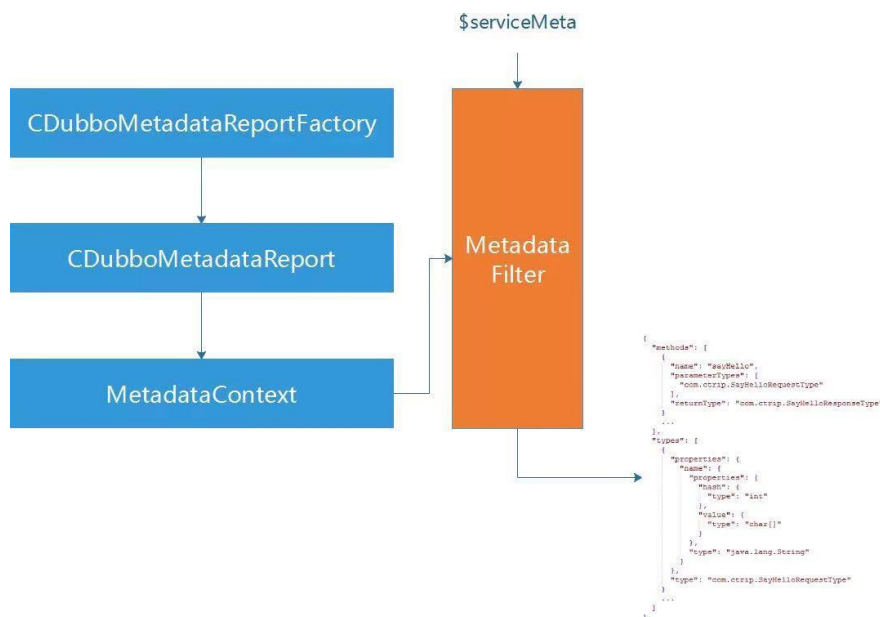 $serviceMeta
CDubboMetadataReportFactory
CDubboMetadataReport
MetadataContext
Metadata
Filter
{
"methods": [
{
"name": "sayHello",
"parameterTypes": [
"com.ctrip.SayHelloRequestType"
],
"returnType": "com.ctrip.SayHelloResponseType"
}
...
],
"types": [
{
"properties": {
"name": {
"properties": {
"hash": {
"type": "int"
},
"value": {
"type": "char[]"
}
},
"type": "java.lang.String"
}
},
"type": "com.ctrip.SayHelloRequestType"
}
...
]